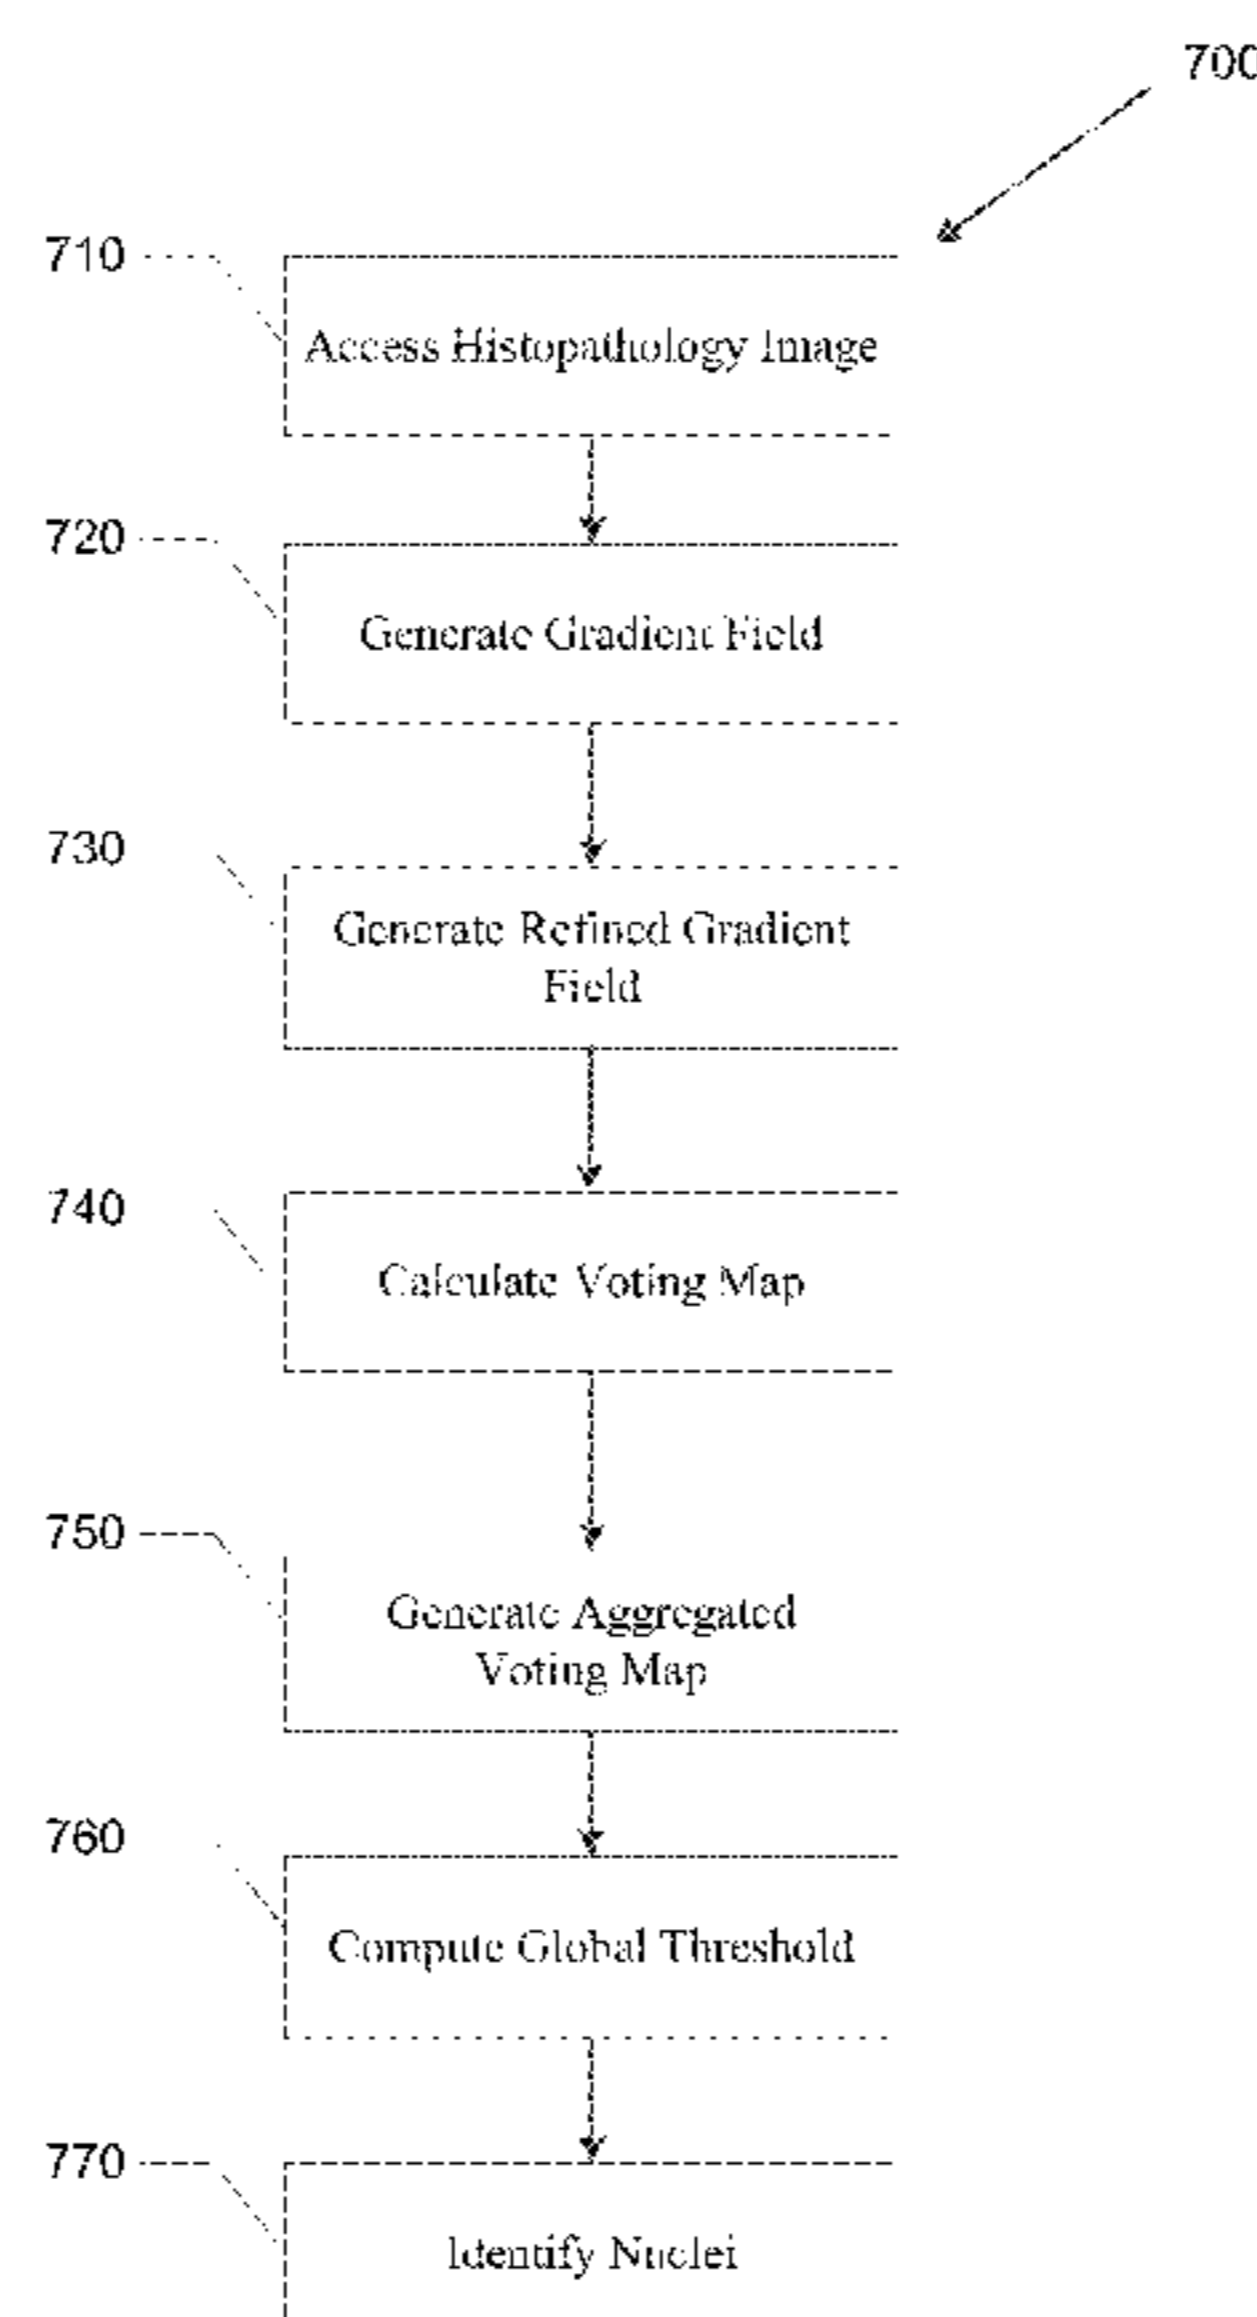 700
710
Access Histopathology Image
720
Generate Gradient Field
730
Generate Refined Gradient
Field
740
Calculate Voting Map
750
Generate Aggregated
Voting Map
760
Compute Global Threshold
770
Identify Nuclei